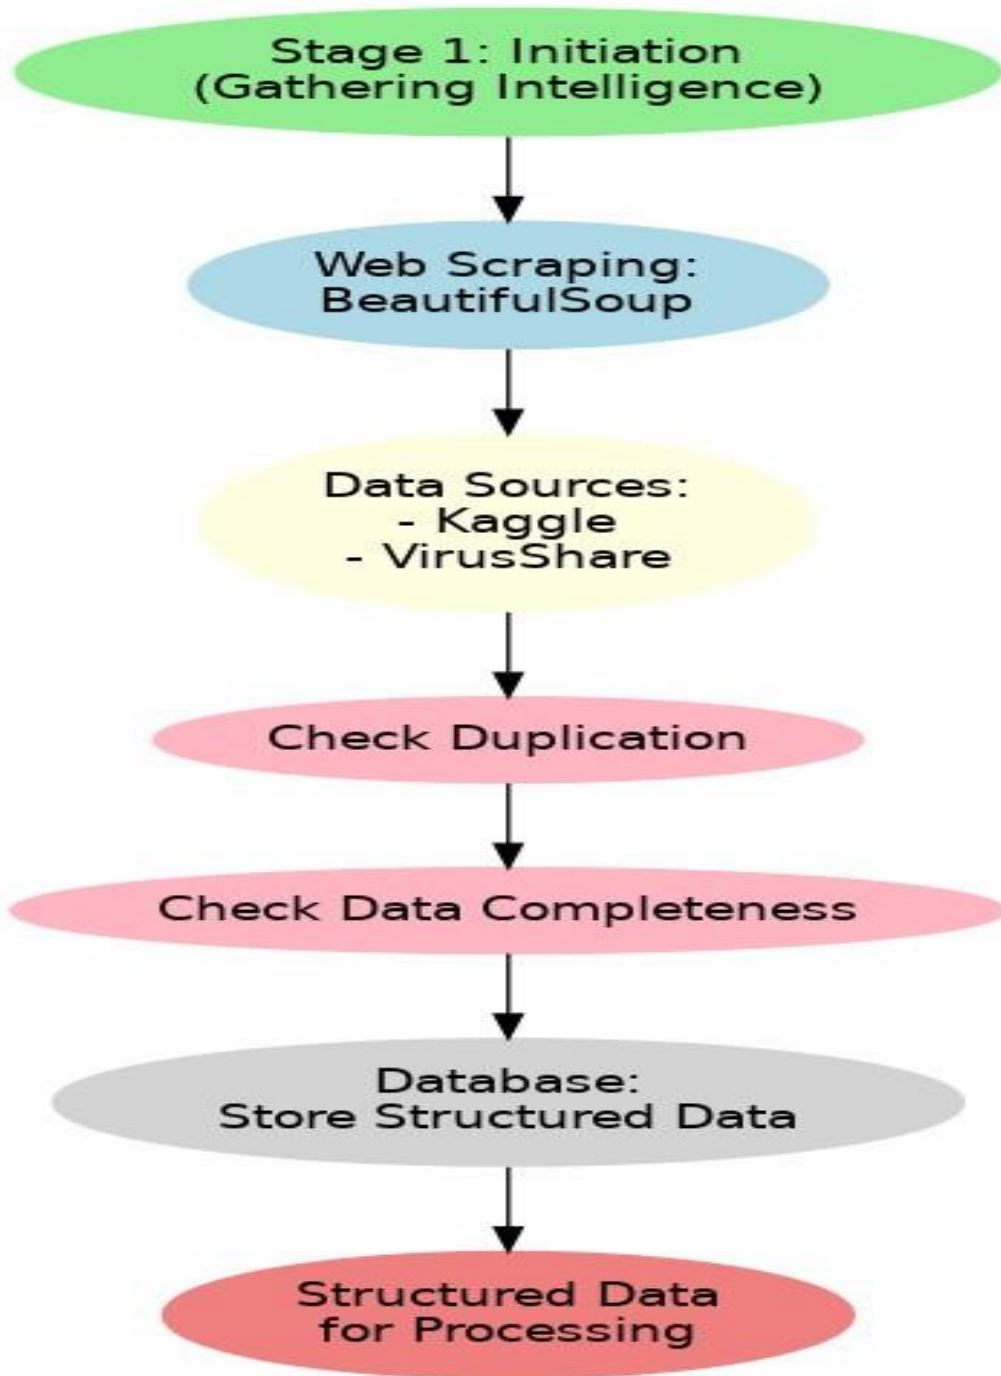 Stage 1: Initiation
(Gathering Intelligence)
Web Scraping:
BeautifulSoup
Data Sources:
- Kaggle
- VirusShare
Check Duplication
Check Data Completeness
Database:
Store Structured Data
Structured Data
for Processing